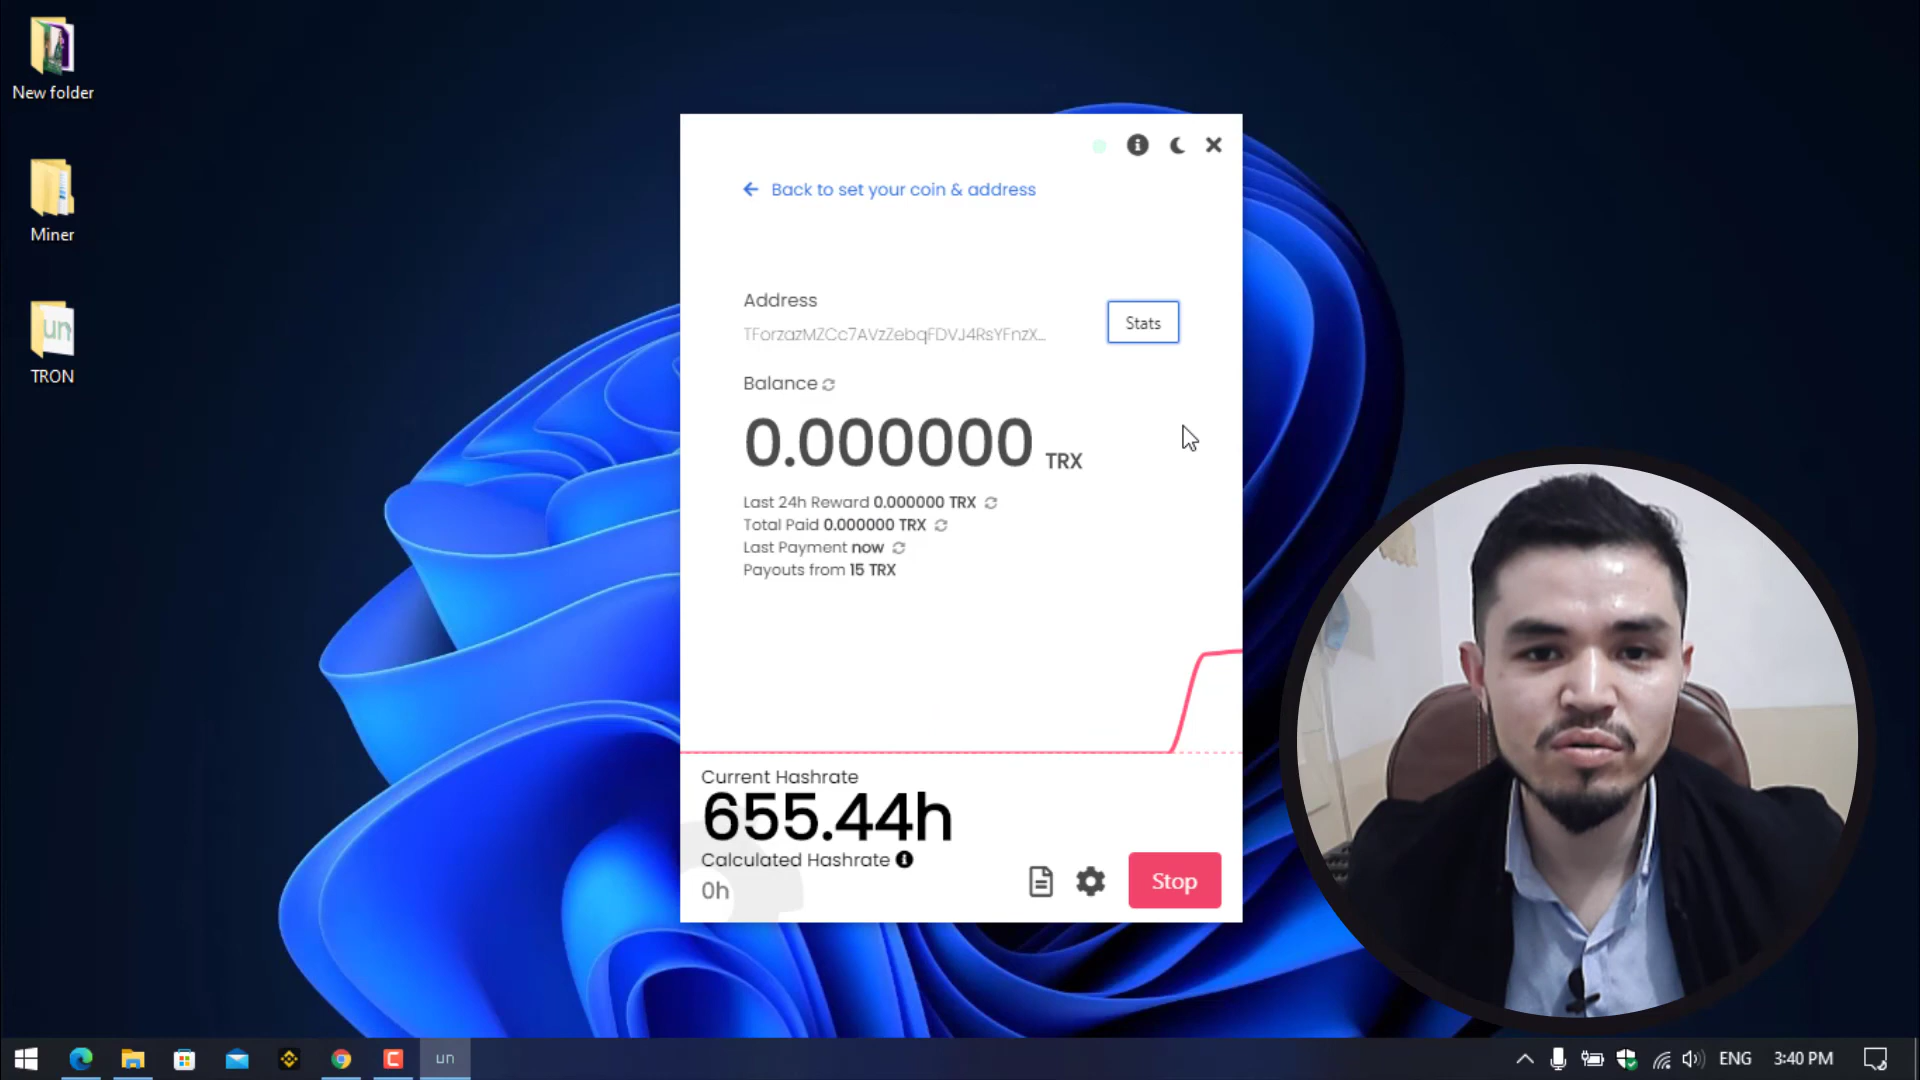 New folder
Miner
un
TRON
Back to set your coin & address
Address
TForzazMZCc7AVzZebqFDVJ4RsYFnzX...
Stats
Balance
0.000000 TRX
Last 24h Reward 0.000000 TRX
Total Paid 0.000000 TRX
Last Payment now
Payouts from 15 TRX
Current Hashrate
655.44h
Calculated Hashrate
0h
Stop
un
ENG
3:40 PM